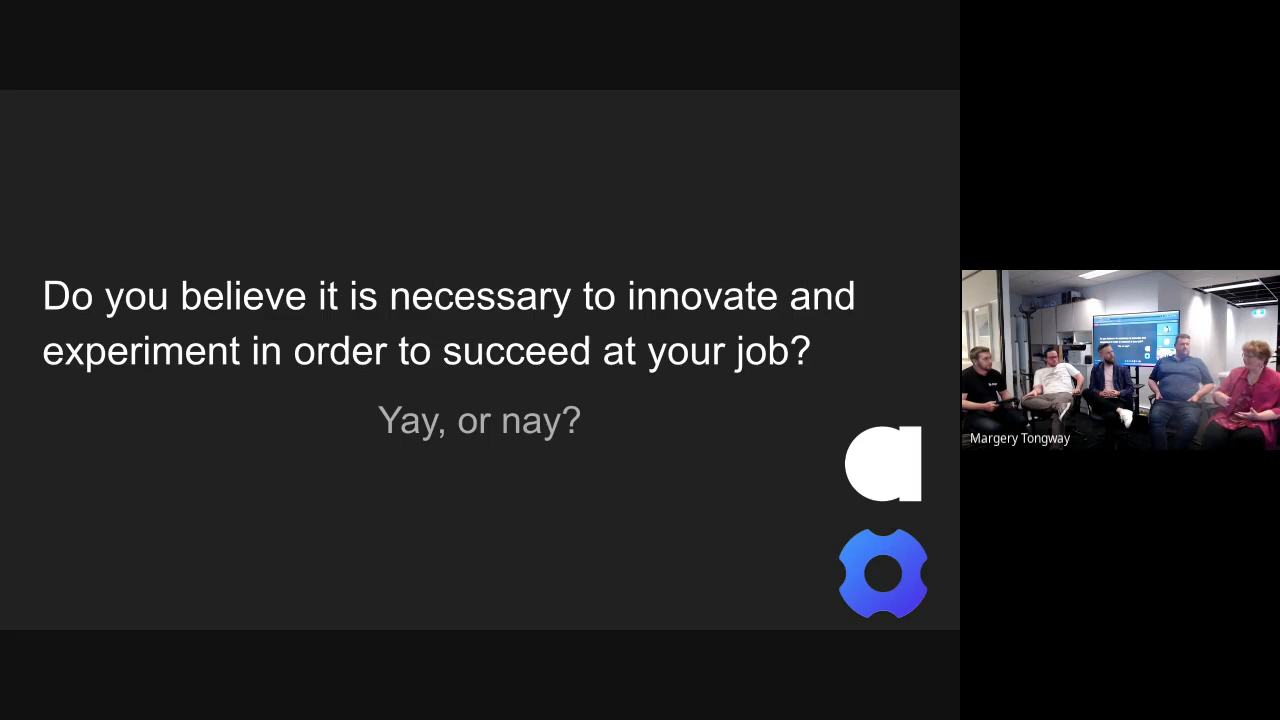 Do you believe it is necessary to innovate and
experiment in order to succeed at your job?
Yay, or nay?
Margery Tongway